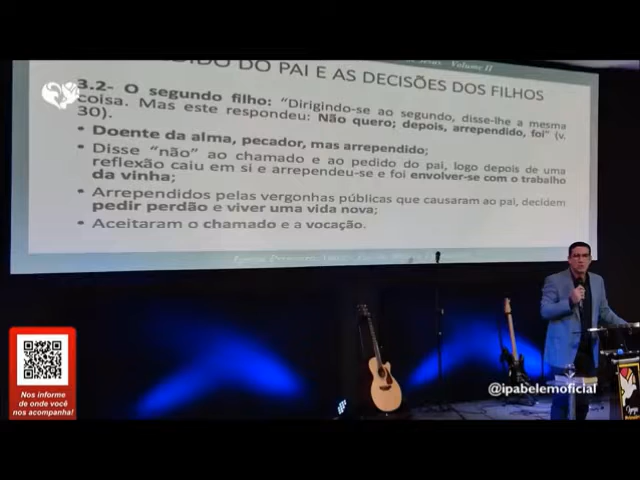 DO PAI E AS DECISÕES DOS FILHOS
3.2- O segundo filho: “Dirigindo-se ao segundo, disse-lhe a mesma
coisa. Mas este respondeu: Não quero; depois, arrependido, foi” (v.
30).
• Doente da alma, pecador, mas arrependido;
• Disse “não” ao chamado e ao pedido do pai, logo depois de uma
reflexão caiu em si e arrependeu-se e foi envolver-se com o trabalho
da vinha;
• Arrependidos pelas vergonhas públicas que causaram ao pai, decidem
pedir perdão e viver uma vida nova;
• Aceitaram o chamado e a vocação.
@ipabelemoficial
Nos informe
de onde você
nos acompanha!